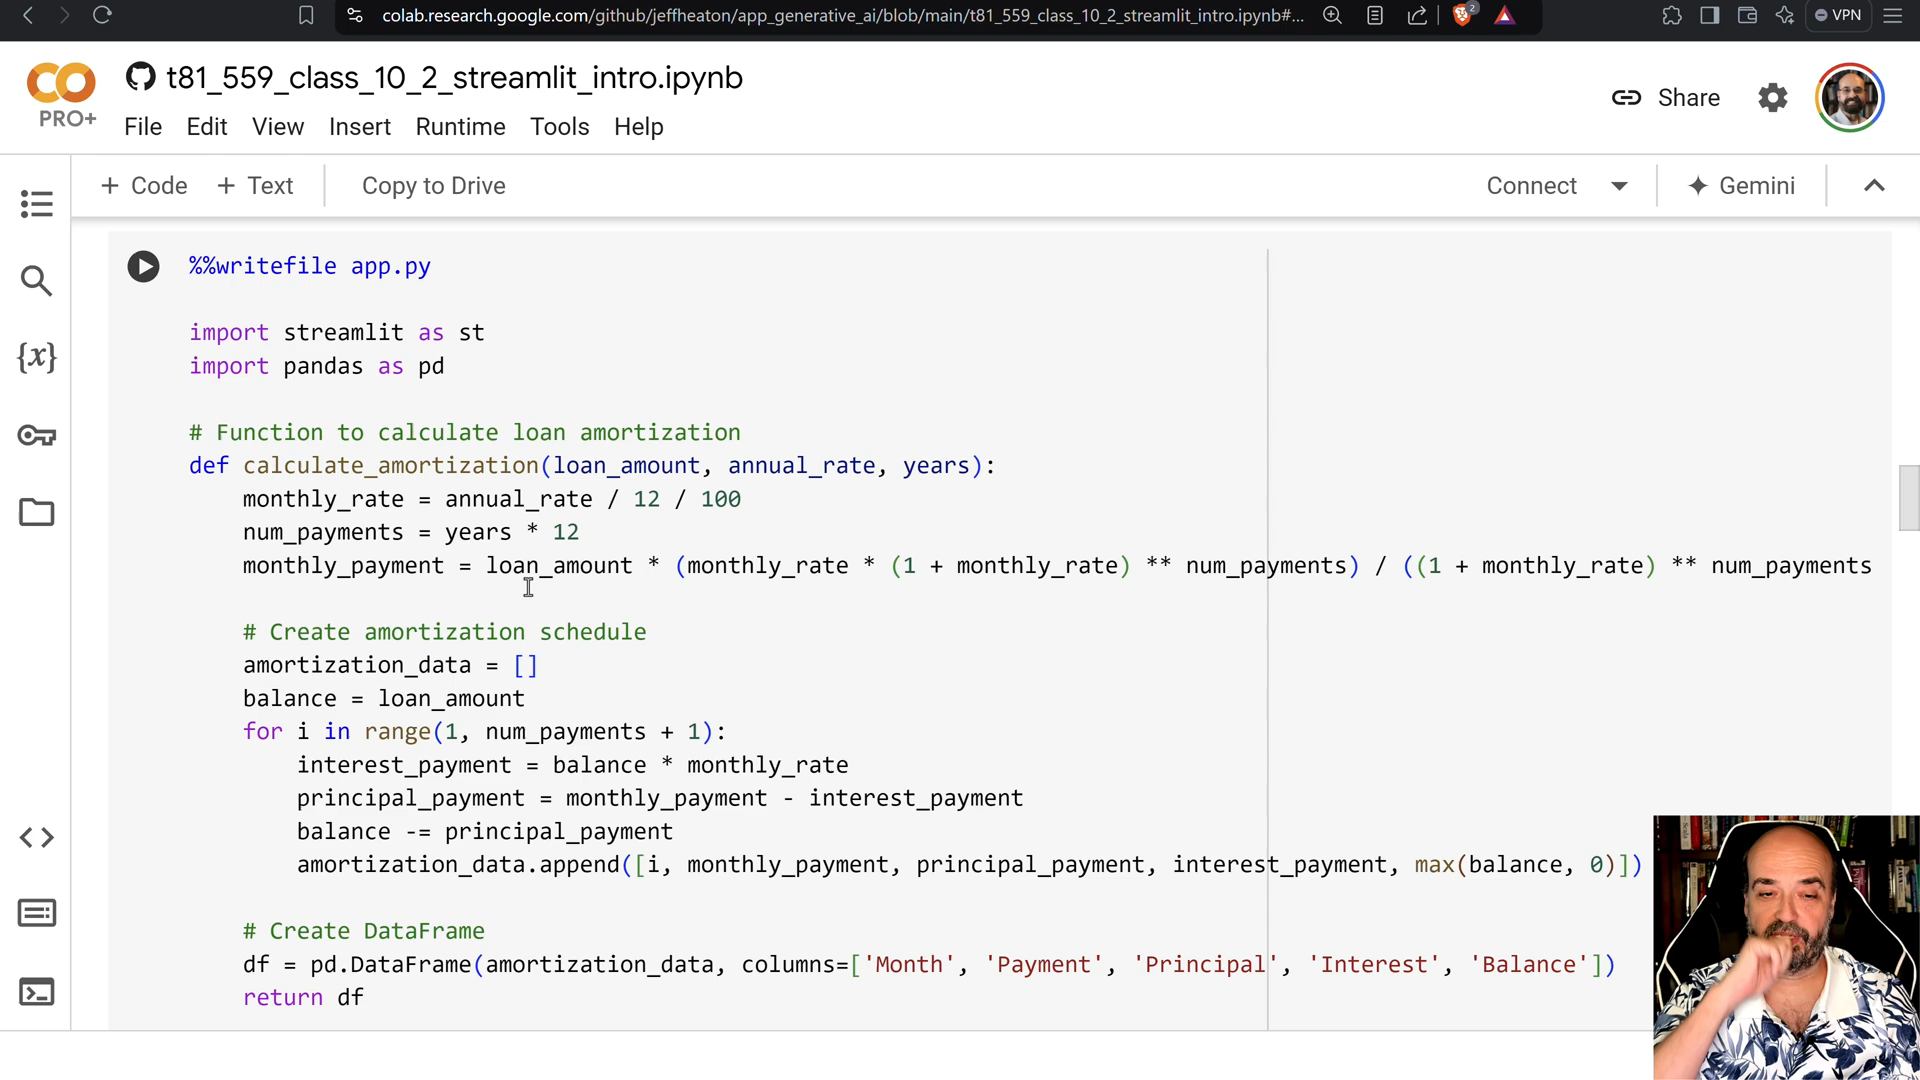 colab.research.google.com/github/jeffheaton/app_generative_ai/blob/main/t81_559_class_10_2_streamlit_intro.ipynb#...
2
VPN
CO
PRO+
t81_559_class_10_2_streamlit_intro.ipynb
File Edit View Insert Runtime Tools Help
Share
+ Code + Text Copy to Drive
Connect Gemini
{x}
%%writefile app.py
import streamlit as st
import pandas as pd
# Function to calculate loan amortization
def calculate_amortization(loan_amount, annual_rate, years):
    monthly_rate = annual_rate / 12 / 100
    num_payments = years * 12
    monthly_payment = loan_amount * (monthly_rate * (1 + monthly_rate) ** num_payments) / ((1 + monthly_rate) ** num_payments
    # Create amortization schedule
    amortization_data = []
    balance = loan_amount
    for i in range(1, num_payments + 1):
        interest_payment = balance * monthly_rate
        principal_payment = monthly_payment - interest_payment
        balance -= principal_payment
        amortization_data.append([i, monthly_payment, principal_payment, interest_payment, max(balance, 0)])
    # Create DataFrame
    df = pd.DataFrame(amortization_data, columns=['Month', 'Payment', 'Principal', 'Interest', 'Balance'])
    return df